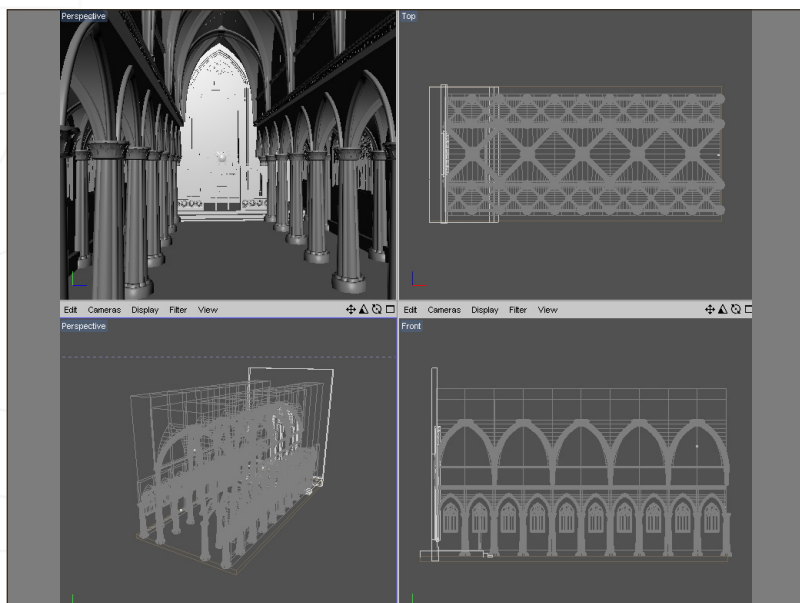 Perspective
Top
Edit Cameras Display Filter View
Edit Cameras Display Filter View
Perspective
Front